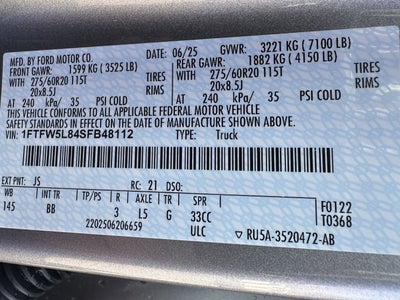 MFD. BY FORD MOTOR CO. 06/25 GVWR: 3221 KG (7100 LB)
FRONT GAWR: 1599 KG (3525 LB) REAR GAWR: 1882 KG (4150 LB)
275/60R20 115T TIRES 275/60R20 115T TIRES
20x8.5J RIMS 20x8.5J RIMS
AT 240 kPa/ 35 PSI COLD AT 240 kPa/ 35 PSI COLD
THIS VEHICLE CONFORMS TO ALL APPLICABLE FEDERAL MOTOR VEHICLE
SAFETY STANDARDS IN EFFECT ON THE DATE OF MANUFACTURE SHOWN ABOVE.
VIN: 1FTFW5L84SFB48112 TYPE: Truck
EXT PNT: JS RC: 21 DSO:
WB INT TR TP/PS R AXLE TR SPR
145 BB 3 L5 G 33CC F0122
2202506206659 ULC T0368
RU5A-3520472-AB